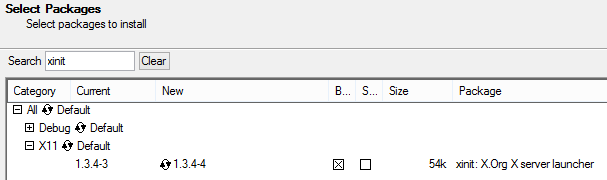 Select Packages
Select packages to install
Search xinit Clear
Category Current New B... S... Size Package
All Default
Debug Default
X11 Default
1.3.4-3 1.3.4-4 54k xinit: X.Org X server launcher